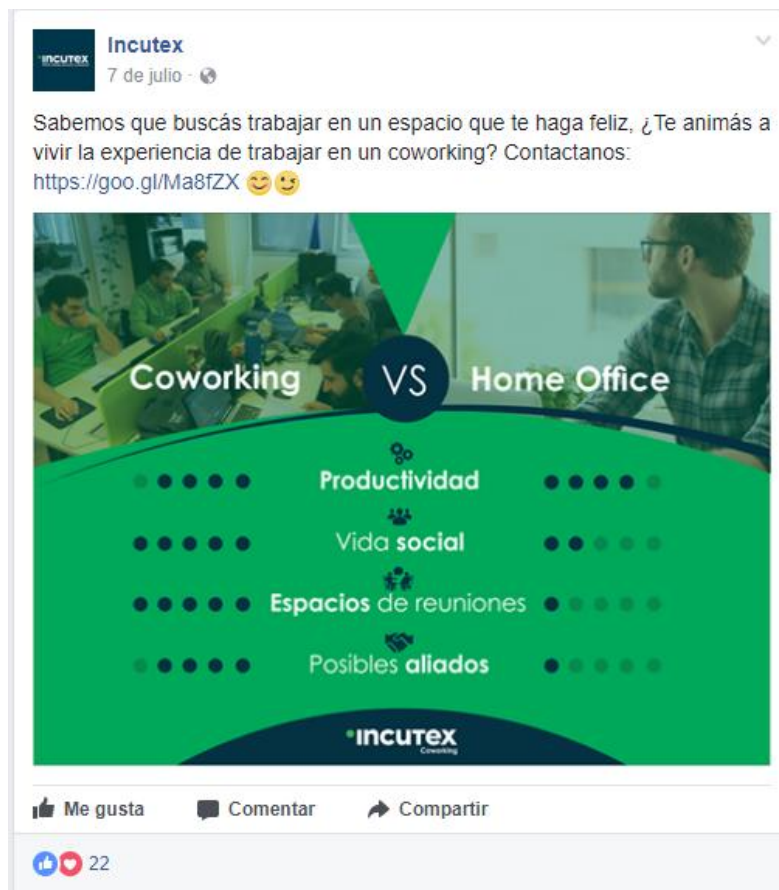 INCUTEX
Incutex
7 de julio ·
Sabemos que buscás trabajar en un espacio que te haga feliz, ¿Te animás a
vivir la experiencia de trabajar en un coworking? Contactanos:
https://goo.gl/Ma8fZX 😊😉
Coworking VS Home Office
Productividad
Vida social
Espacios de reuniones
Posibles aliados
INCUTEX
Coworking
Me gusta Comentar Compartir
22